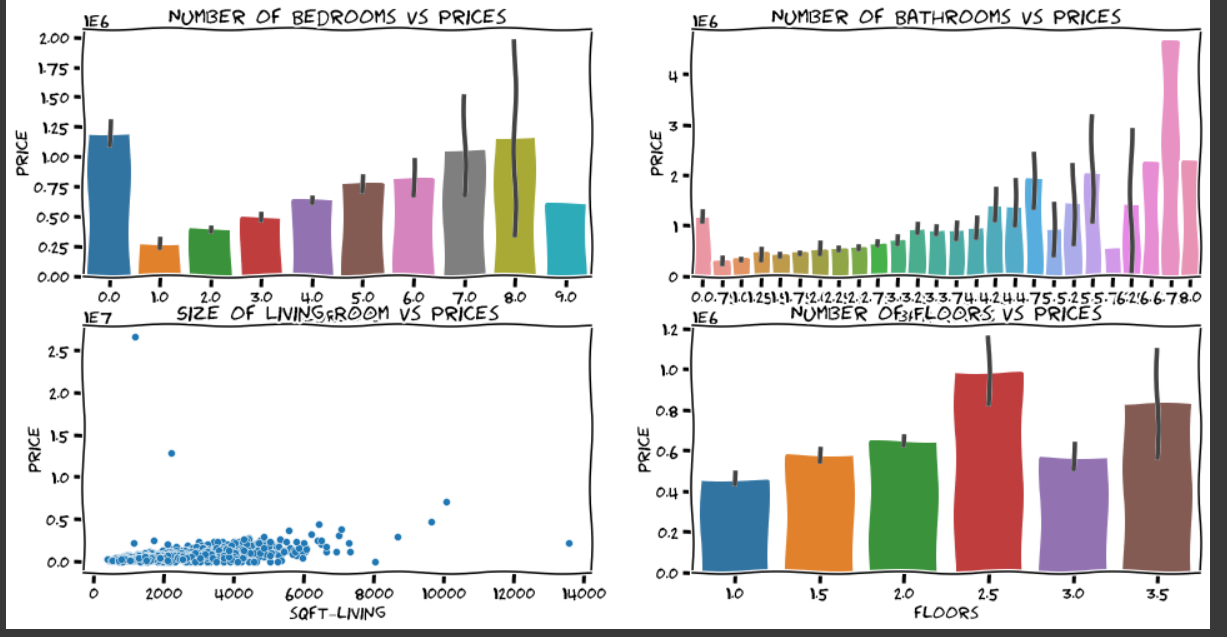 NUMBER OF BEDROOMS VS PRICES
1E6
2.00
1.75
1.50
1.25
1.00
0.75
0.50
0.25
0.00
PRICE
0.0 1.0 2.0 3.0 4.0 5.0 6.0 7.0 8.0 9.0
NUMBER OF BATHROOMS VS PRICES
1E6
4
3
2
1
0
PRICE
SIZE OF LIVING ROOM VS PRICES
1E7
2.5
2.0
1.5
1.0
0.5
0.0
PRICE
0 2000 4000 6000 8000 10000 12000 14000
SQFT-LIVING
NUMBER OF FLOORS VS PRICES
1E6
1.2
1.0
0.8
0.6
0.4
0.2
0.0
PRICE
1.0 1.5 2.0 2.5 3.0 3.5
FLOORS